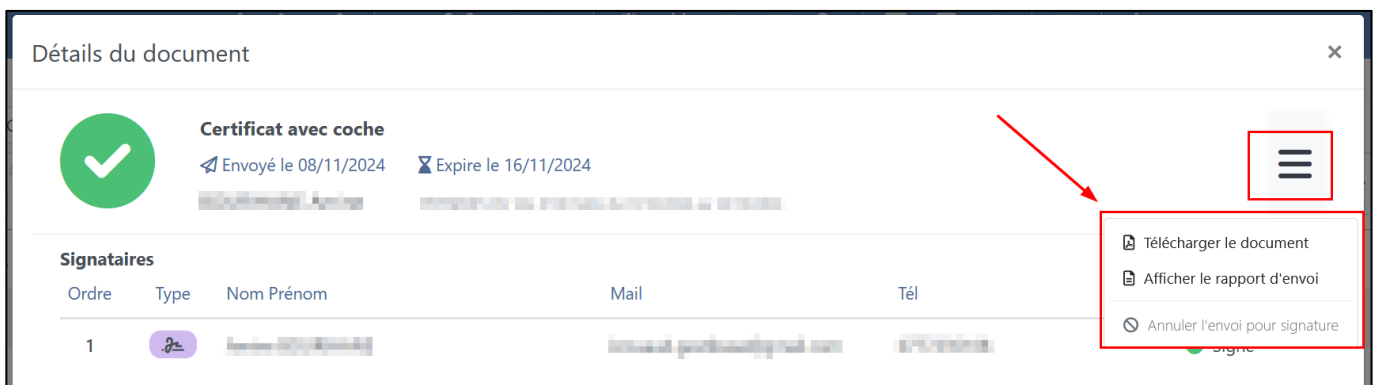 Détails du document
×
Certificat avec coche
Envoyé le 08/11/2024 Expire le 16/11/2024
Télécharger le document
Signataires
Afficher le rapport d'envoi
Ordre Type Nom Prénom Mail Tél
Annuler l'envoi pour signature
1 Signé